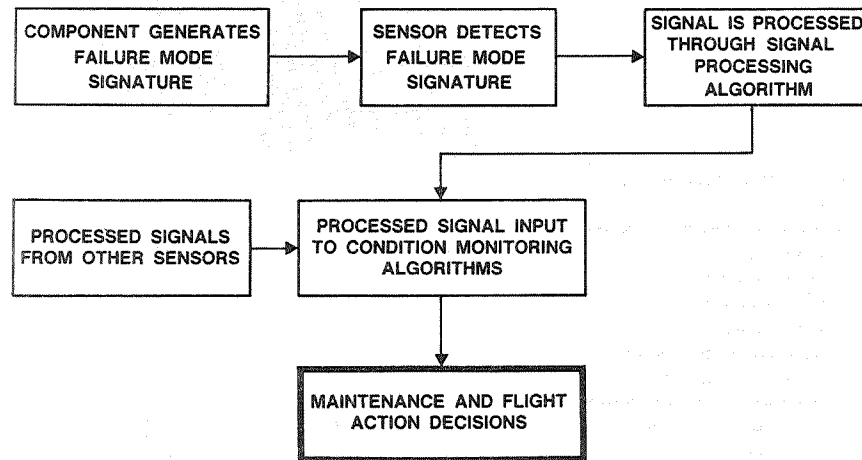 COMPONENT GENERATES
FAILURE MODE
SIGNATURE
SENSOR DETECTS
FAILURE MODE
SIGNATURE
SIGNAL IS PROCESSED
THROUGH SIGNAL
PROCESSING
ALGORITHM
PROCESSED SIGNALS
FROM OTHER SENSORS
PROCESSED SIGNAL INPUT
TO CONDITION MONITORING
ALGORITHMS
MAINTENANCE AND FLIGHT
ACTION DECISIONS